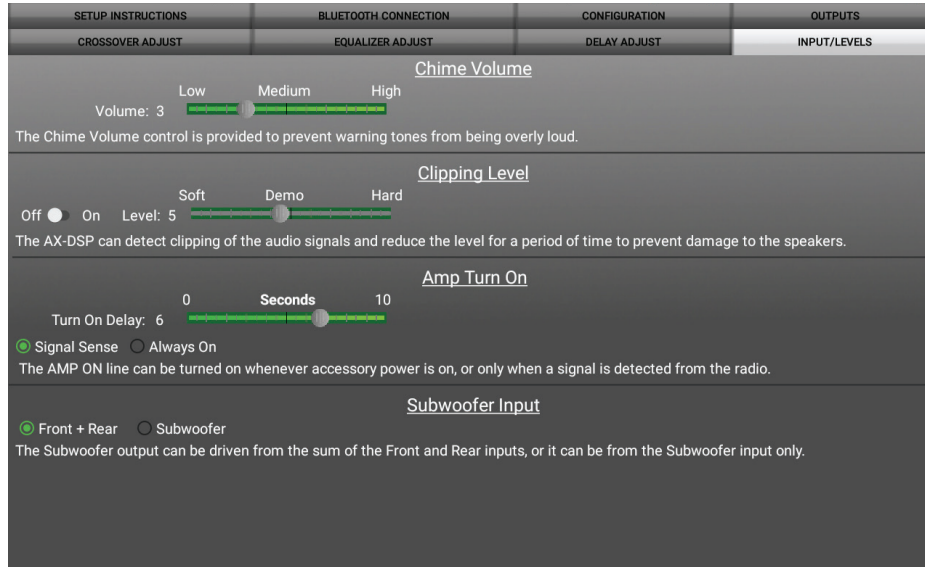 SETUP INSTRUCTIONS BLUETOOTH CONNECTION CONFIGURATION OUTPUTS
CROSSOVER ADJUST EQUALIZER ADJUST DELAY ADJUST INPUT/LEVELS
Chime Volume
Low Medium High
Volume: 3
The Chime Volume control is provided to prevent warning tones from being overly loud.
Clipping Level
Soft Demo Hard
Off On Level: 5
The AX-DSP can detect clipping of the audio signals and reduce the level for a period of time to prevent damage to the speakers.
Amp Turn On
0 Seconds 10
Turn On Delay: 6
Signal Sense Always On
The AMP ON line can be turned on whenever accessory power is on, or only when a signal is detected from the radio.
Subwoofer Input
Front + Rear Subwoofer
The Subwoofer output can be driven from the sum of the Front and Rear inputs, or it can be from the Subwoofer input only.